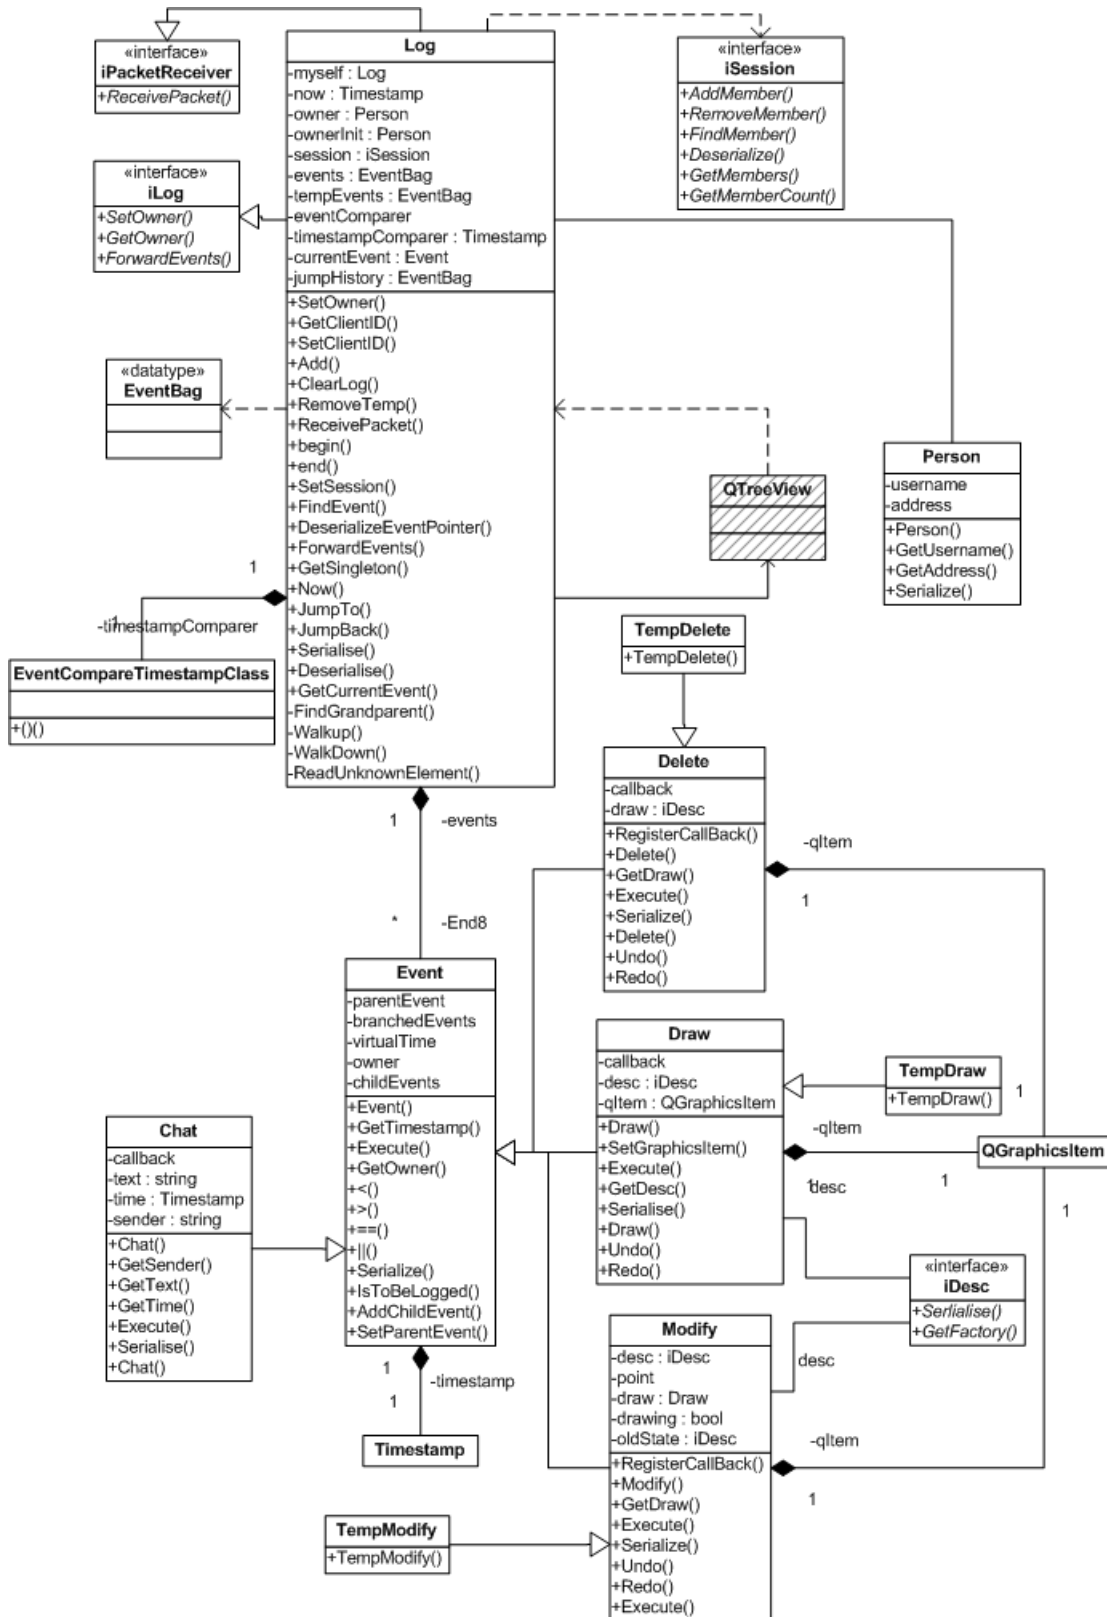 «interface»
iPacketReceiver
+ReceivePacket()
«interface»
iLog
+SetOwner()
+GetOwner()
+ForwardEvents()
«datatype»
EventBag
Log
-myself : Log
-now : Timestamp
-owner : Person
-ownerInit : Person
-session : iSession
-events : EventBag
-tempEvents : EventBag
-eventComparer
-timestampComparer : Timestamp
-currentEvent : Event
-jumpHistory : EventBag
+SetOwner()
+GetClientID()
+SetClientID()
+Add()
+ClearLog()
+RemoveTemp()
+ReceivePacket()
+begin()
+end()
+SetSession()
+FindEvent()
+DeserializeEventPointer()
+ForwardEvents()
+GetSingleton()
+Now()
+JumpTo()
+JumpBack()
+Serialise()
+Deserialise()
+GetCurrentEvent()
-FindGrandparent()
-Walkup()
-WalkDown()
-ReadUnknownElement()
«interface»
iSession
+AddMember()
+RemoveMember()
+FindMember()
+Deserialize()
+GetMembers()
+GetMemberCount()
QTreeView
Person
-username
-address
+Person()
+GetUsername()
+GetAddress()
+Serialize()
1
1
-timestampComparer
EventCompareTimestampClass
+()()
TempDelete
+TempDelete()
Delete
-callback
-draw : iDesc
+RegisterCallBack()
+Delete()
+GetDraw()
+Execute()
+Serialize()
+Delete()
+Undo()
+Redo()
-qItem
1
1
-events
*
-End8
Event
-parentEvent
-branchedEvents
-virtualTime
-owner
-childEvents
+Event()
+GetTimestamp()
+Execute()
+GetOwner()
+<()
+>()
+==()
+||()
+Serialize()
+IsToBeLogged()
+AddChildEvent()
+SetParentEvent()
Chat
-callback
-text : string
-time : Timestamp
-sender : string
+Chat()
+GetSender()
+GetText()
+GetTime()
+Execute()
+Serialise()
+Chat()
1
-timestamp
1
Timestamp
Draw
-callback
-desc : iDesc
-qItem : QGraphicsItem
+Draw()
+SetGraphicsItem()
+Execute()
+GetDesc()
+Serialise()
+Draw()
+Undo()
+Redo()
TempDraw
+TempDraw()
1
-qItem
QGraphicsItem
1
desc
1
1
«interface»
iDesc
+Serlialise()
+GetFactory()
desc
Modify
-desc : iDesc
-point
-draw : Draw
-drawing : bool
-oldState : iDesc
+RegisterCallBack()
+Modify()
+GetDraw()
+Execute()
+Serialize()
+Undo()
+Redo()
+Execute()
-qItem
1
TempModify
+TempModify()